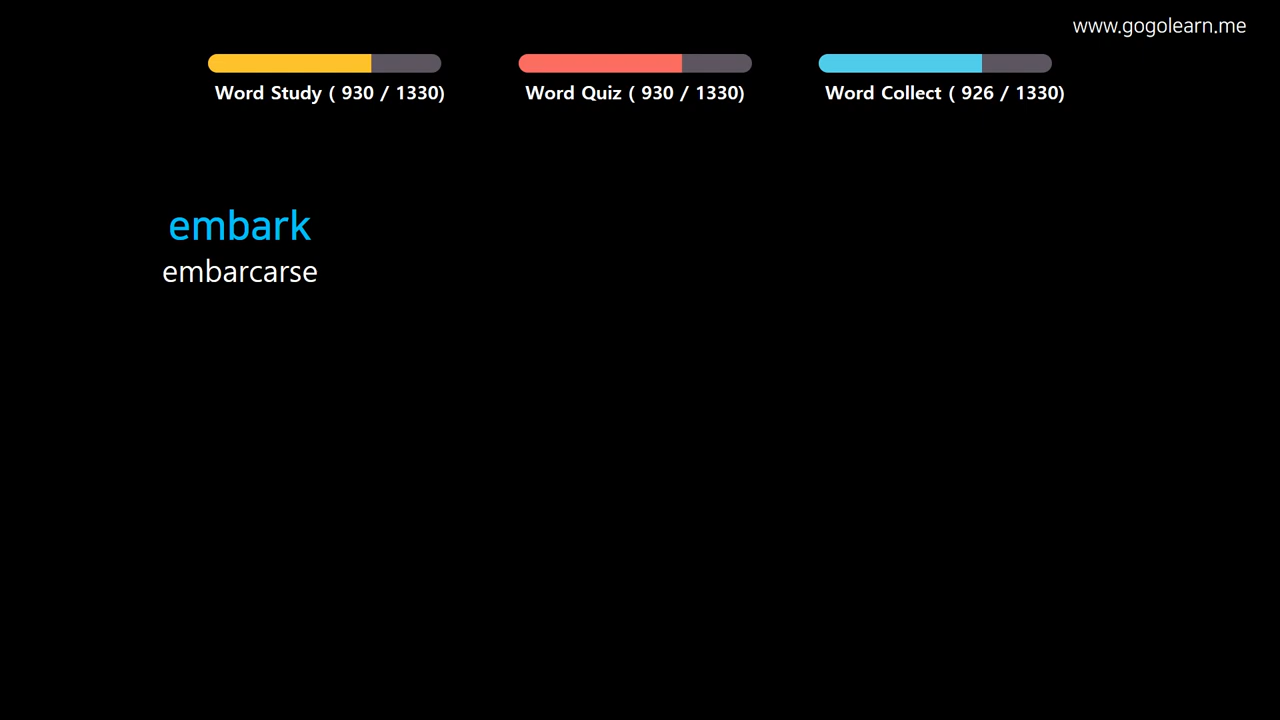 www.gogolearn.me
Word Study ( 930 / 1330)
Word Quiz ( 930 / 1330)
Word Collect ( 926 / 1330)
embark
embarcarse